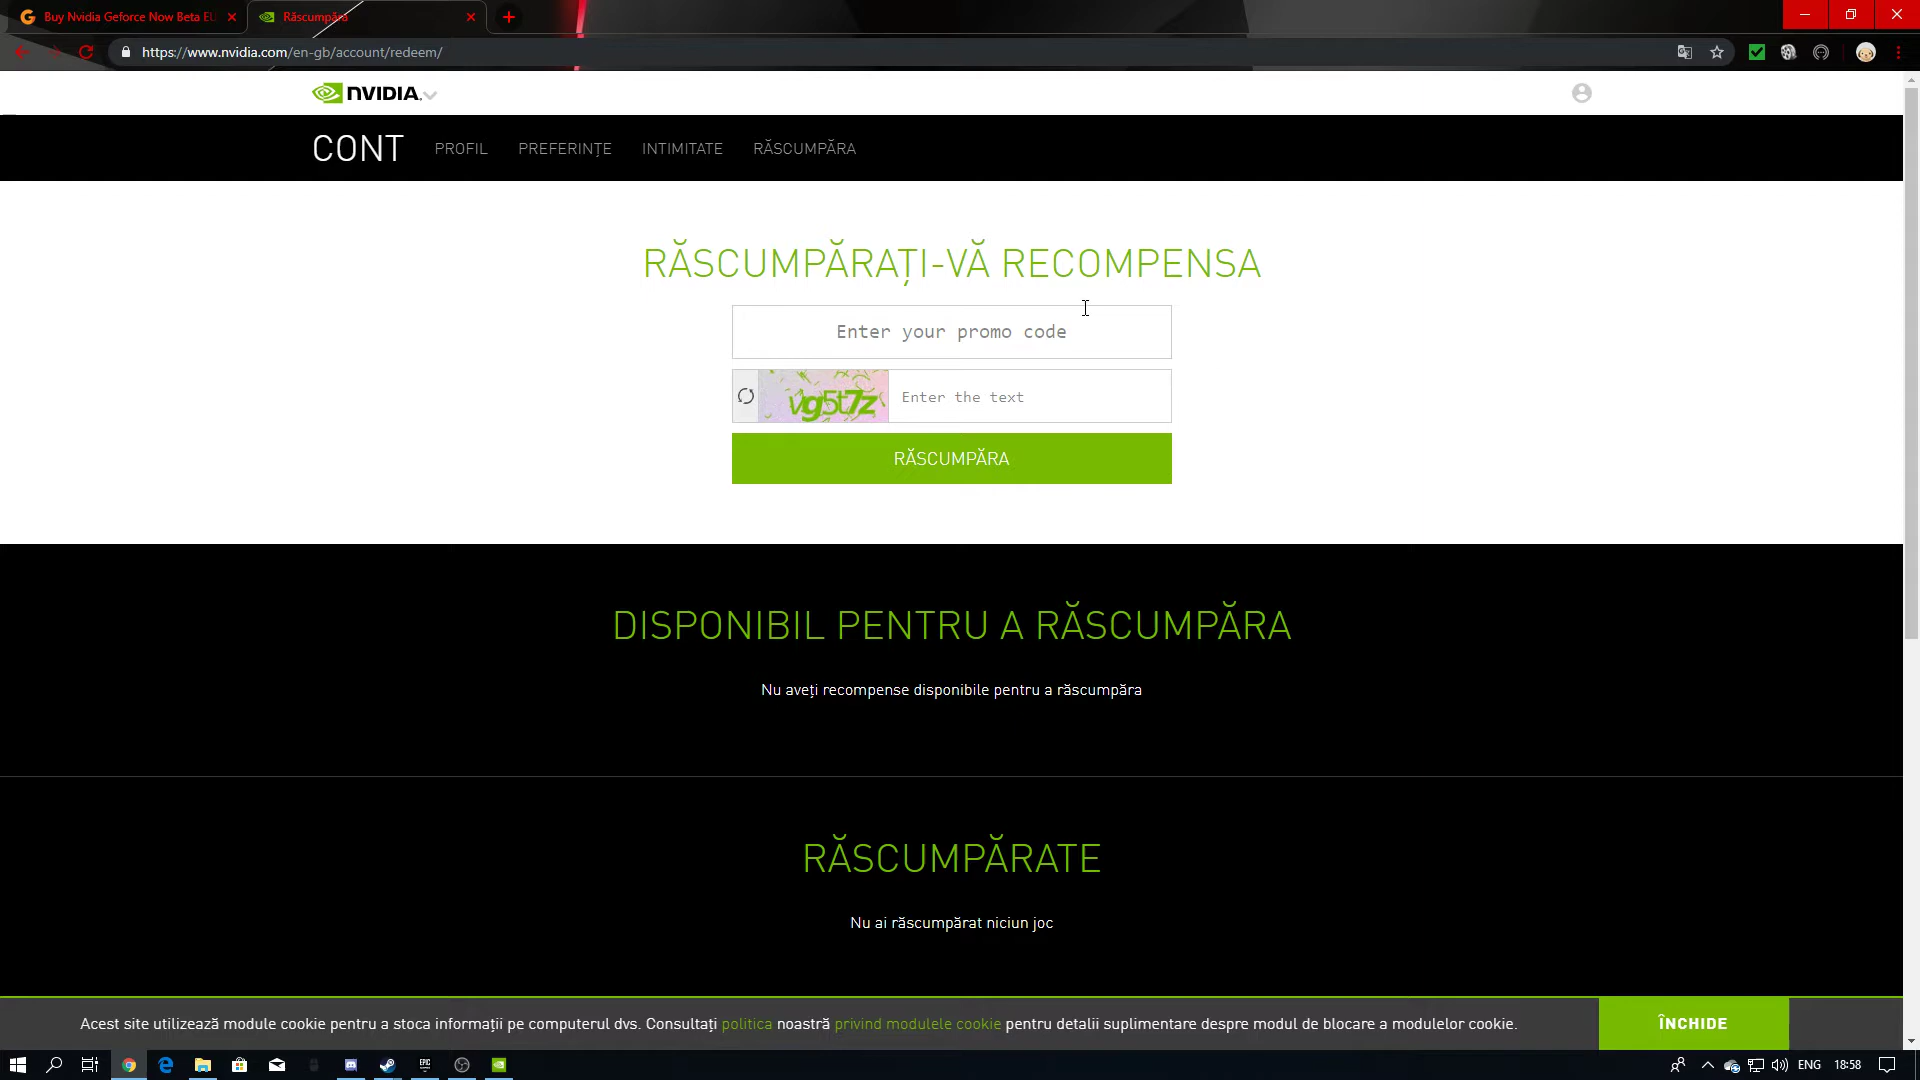 Buy Nvidia Geforce Now Beta EU
Răscumpăra
https://www.nvidia.com/en-gb/account/redeem/
NVIDIA.
CONT
PROFIL
PREFERINȚE
INTIMITATE
RĂSCUMPĂRA
RĂSCUMPĂRAȚI-VĂ RECOMPENSA
Enter your promo code
vg5t7z
Enter the text
RĂSCUMPĂRA
DISPONIBIL PENTRU A RĂSCUMPĂRA
Nu aveți recompense disponibile pentru a răscumpăra
RĂSCUMPĂRATE
Nu ai răscumpărat niciun joc
Acest site utilizează module cookie pentru a stoca informații pe computerul dvs. Consultați politica noastră privind modulele cookie pentru detalii suplimentare despre modul de blocare a modulelor cookie.
ÎNCHIDE
EPIC
ENG
18:58